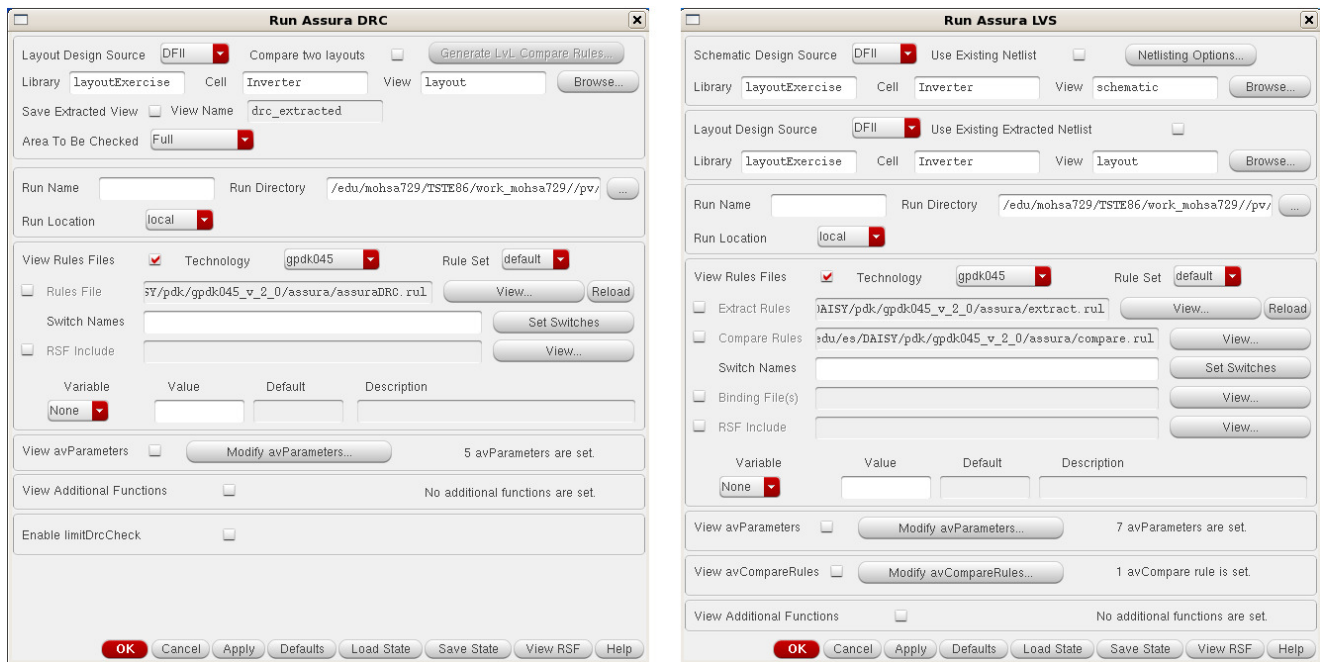 Run Assura DRC
Layout Design Source DFII Compare two layouts Generate LvL Compare Rules...
Library layoutExercise Cell Inverter View layout Browse...
Save Extracted View View Name drc_extracted
Area To Be Checked Full
Run Name Run Directory /edu/mohsa729/TSTE86/work_mohsa729//pv/ ...
Run Location local
View Rules Files Technology gpdk045 Rule Set default
Rules File SY/pdk/gpdk045_v_2_0/assura/assuraDRC.rul View... Reload
Switch Names Set Switches
RSF Include View...
Variable Value Default Description
None
View avParameters Modify avParameters... 5 avParameters are set.
View Additional Functions No additional functions are set.
Enable limitDrcCheck
OK Cancel Apply Defaults Load State Save State View RSF Help
Run Assura LVS
Schematic Design Source DFII Use Existing Netlist Netlisting Options...
Library layoutExercise Cell Inverter View schematic Browse...
Layout Design Source DFII Use Existing Extracted Netlist
Library layoutExercise Cell Inverter View layout Browse...
Run Name Run Directory /edu/mohsa729/TSTE86/work_mohsa729//pv/ ...
Run Location local
View Rules Files Technology gpdk045 Rule Set default
Extract Rules DAISY/pdk/gpdk045_v_2_0/assura/extract.rul View... Reload
Compare Rules edu/es/DAISY/pdk/gpdk045_v_2_0/assura/compare.rul View...
Switch Names Set Switches
Binding File(s) View...
RSF Include View...
Variable Value Default Description
None
View avParameters Modify avParameters... 7 avParameters are set.
View avCompareRules Modify avCompareRules... 1 avCompare rule is set.
View Additional Functions No additional functions are set.
OK Cancel Apply Defaults Load State Save State View RSF Help